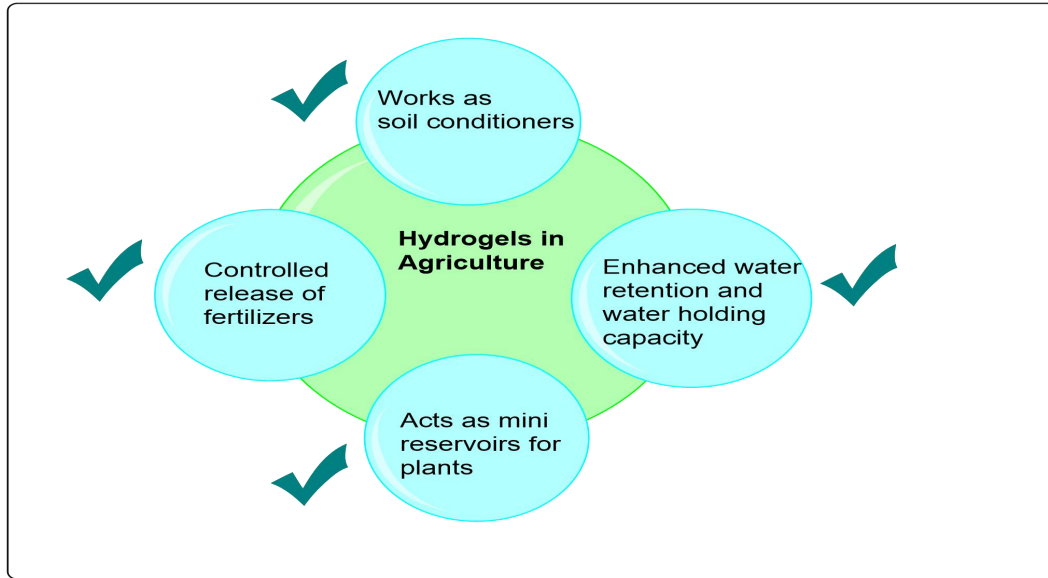 Works as
soil conditioners
Hydrogels in
Agriculture
Controlled
release of
fertilizers
Enhanced water
retention and
water holding
capacity
Acts as mini
reservoirs for
plants